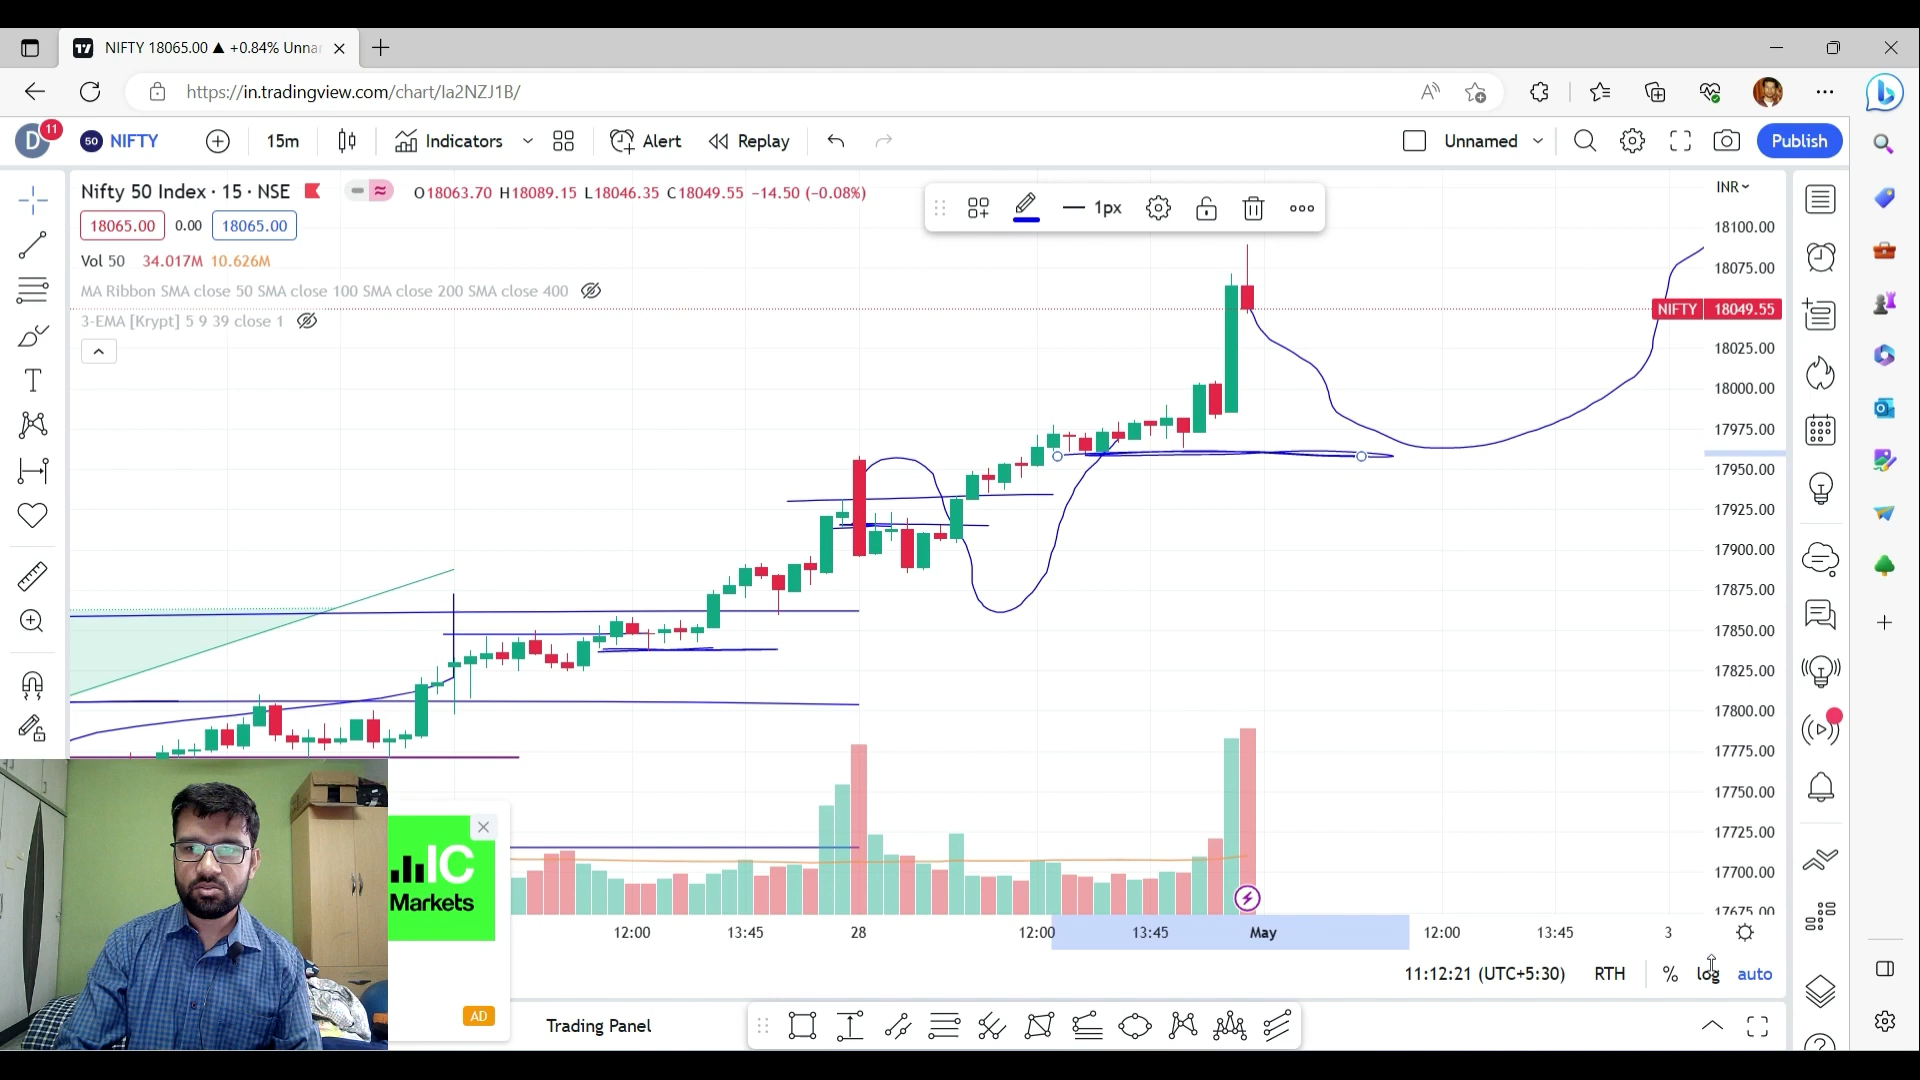 NIFTY 18065.00 ▲ +0.84% Unna
https://in.tradingview.com/chart/Ia2NZJ1B/
D 11 50 NIFTY 15m Indicators Alert Replay Unnamed Publish
Nifty 50 Index · 15 · NSE O18063.70 H18089.15 L18046.35 C18049.55 −14.50 (−0.08%)
1px
INR
18065.00 0.00 18065.00
Vol 50 34.017M 10.626M
MA Ribbon SMA close 50 SMA close 100 SMA close 200 SMA close 400
3-EMA [Krypt] 5 9 39 close 1
18100.00
18075.00
NIFTY 18049.55
18025.00
18000.00
17975.00
17950.00
17925.00
17900.00
17875.00
17850.00
17825.00
17800.00
17775.00
17750.00
17725.00
17700.00
17675.00
IC
Markets
AD
12:00 13:45 28 12:00 13:45 May 12:00 13:45 3
11:12:21 (UTC+5:30) RTH % log auto
Trading Panel